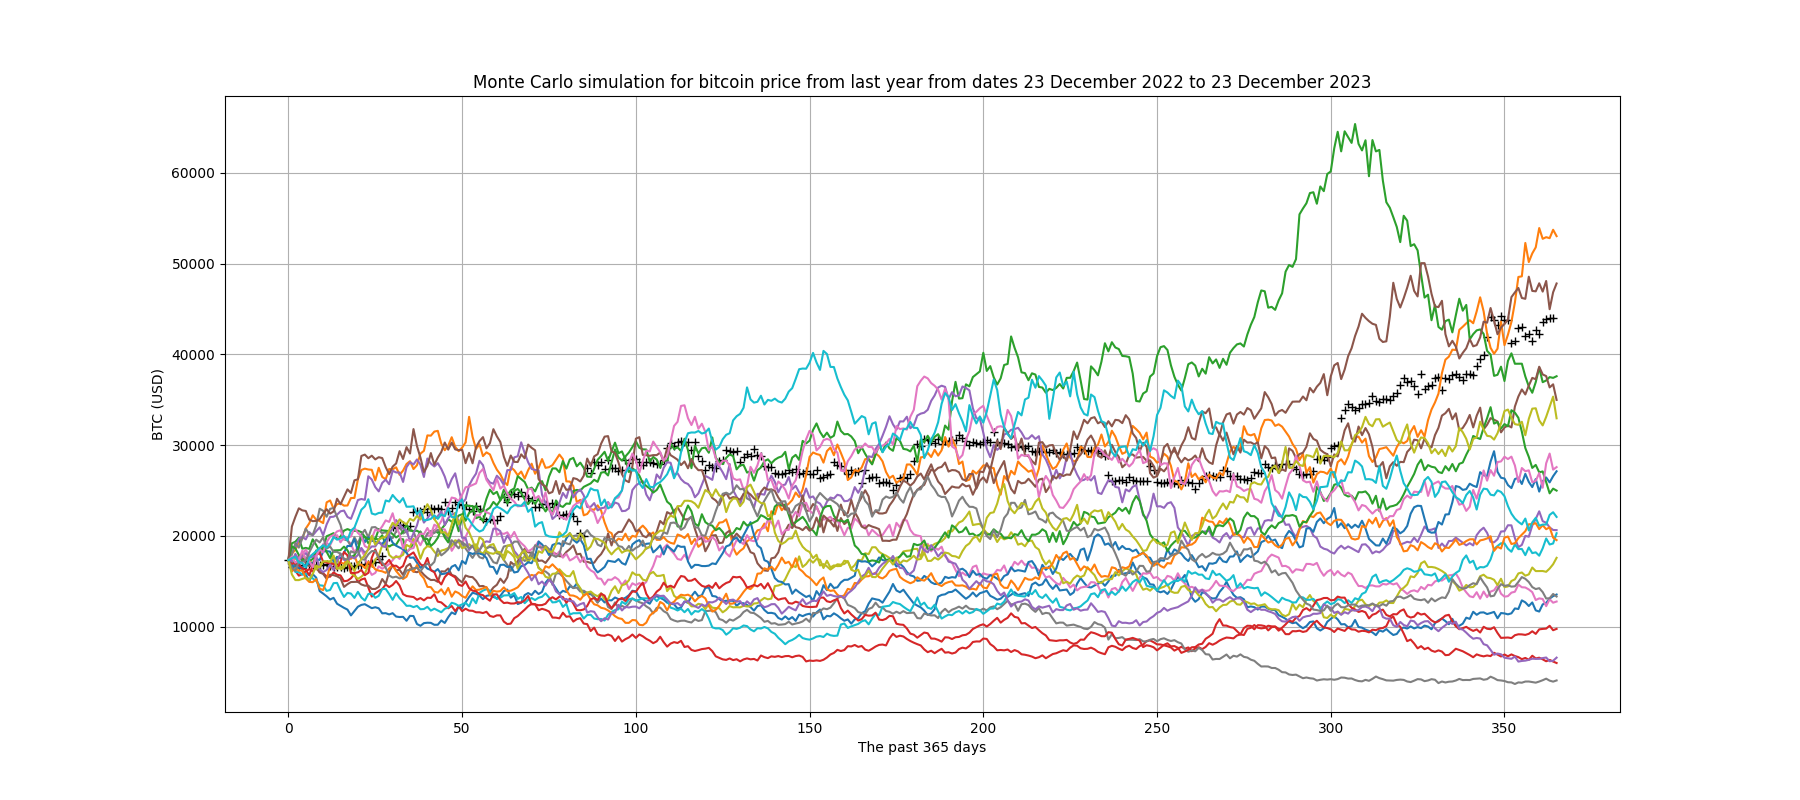 Monte Carlo simulation for bitcoin price from last year from dates 23 December 2022 to 23 December 2023
60000
50000
40000
30000
20000
10000
BTC (USD)
0 50 100 150 200 250 300 350
The past 365 days